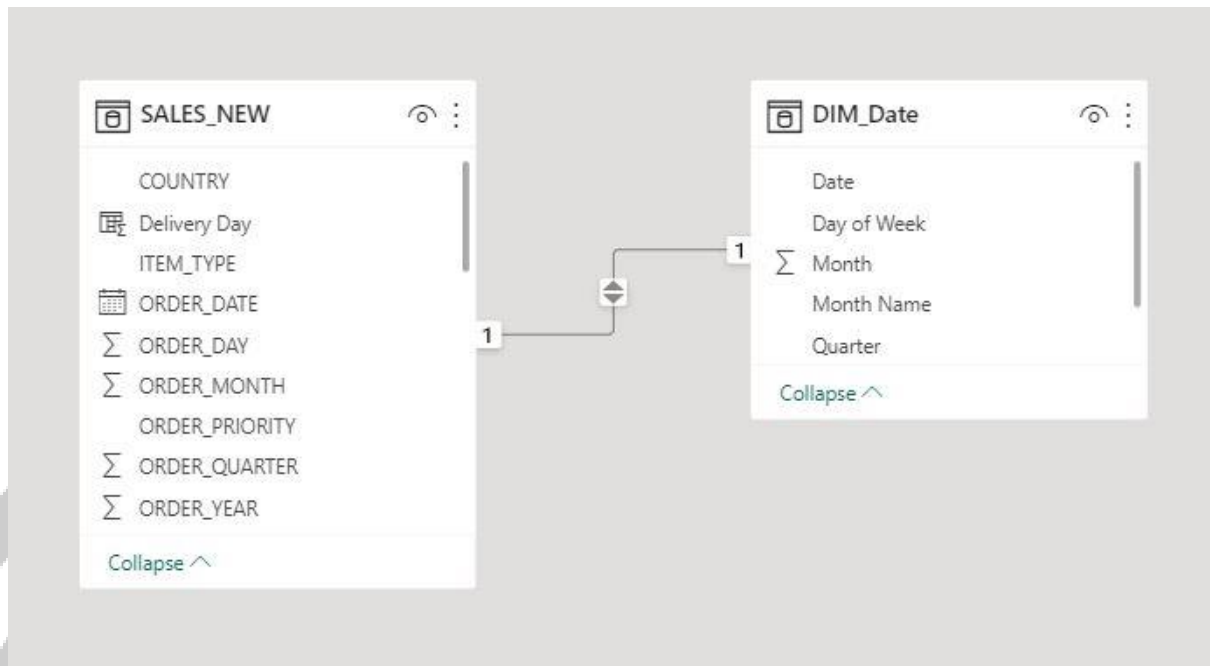 SALES_NEW
COUNTRY
Delivery Day
ITEM_TYPE
ORDER_DATE
ORDER_DAY
ORDER_MONTH
ORDER_PRIORITY
ORDER_QUARTER
ORDER_YEAR
Collapse
1
1
DIM_Date
Date
Day of Week
Month
Month Name
Quarter
Collapse